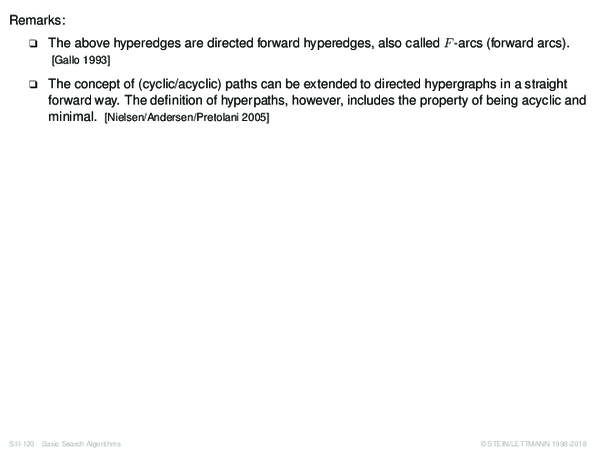 Remarks:
❑ The above hyperedges are directed forward hyperedges, also called F-arcs (forward arcs).
[Gallo 1993]
❑ The concept of (cyclic/acyclic) paths can be extended to directed hypergraphs in a straight
forward way. The definition of hyperpaths, however, includes the property of being acyclic and
minimal. [Nielsen/Andersen/Pretolani 2005]
S:II-120 Basic Search Algorithms ©STEIN/LETTMANN 1998-2018